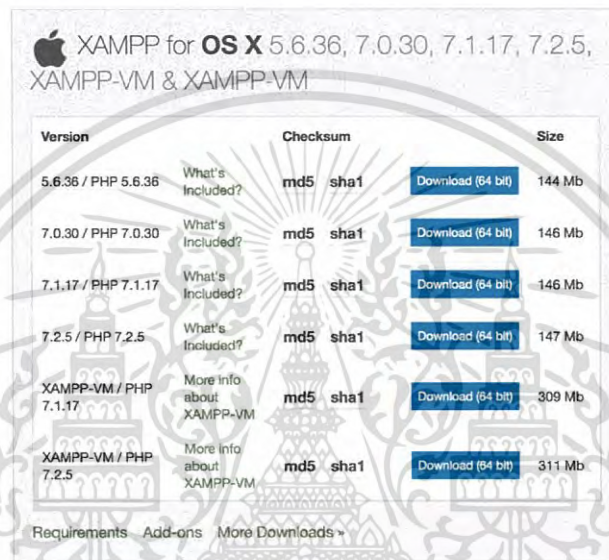 XAMPP for OS X 5.6.36, 7.0.30, 7.1.17, 7.2.5,
XAMPP-VM & XAMPP-VM
Version Checksum Size
5.6.36 / PHP 5.6.36 What's Included? md5 sha1 Download (64 bit) 144 Mb
7.0.30 / PHP 7.0.30 What's Included? md5 sha1 Download (64 bit) 146 Mb
7.1.17 / PHP 7.1.17 What's Included? md5 sha1 Download (64 bit) 146 Mb
7.2.5 / PHP 7.2.5 What's Included? md5 sha1 Download (64 bit) 147 Mb
XAMPP-VM / PHP 7.1.17 More info about XAMPP-VM md5 sha1 Download (64 bit) 309 Mb
XAMPP-VM / PHP 7.2.5 More info about XAMPP-VM md5 sha1 Download (64 bit) 311 Mb
Requirements Add-ons More Downloads »